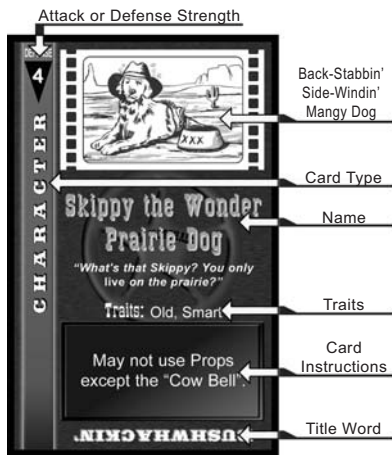 Attack or Defense Strength
DEFENSE
4
CHARACTER
XXX
Back-Stabbin'
Side-Windin'
Mangy Dog
Card Type
Skippy the Wonder
Prairie Dog
Name
"What's that Skippy? You only
live on the prairie?"
Traits: Old, Smart
Traits
May not use Props
except the "Cow Bell".
Card
Instructions
USHWHACKIN'
Title Word